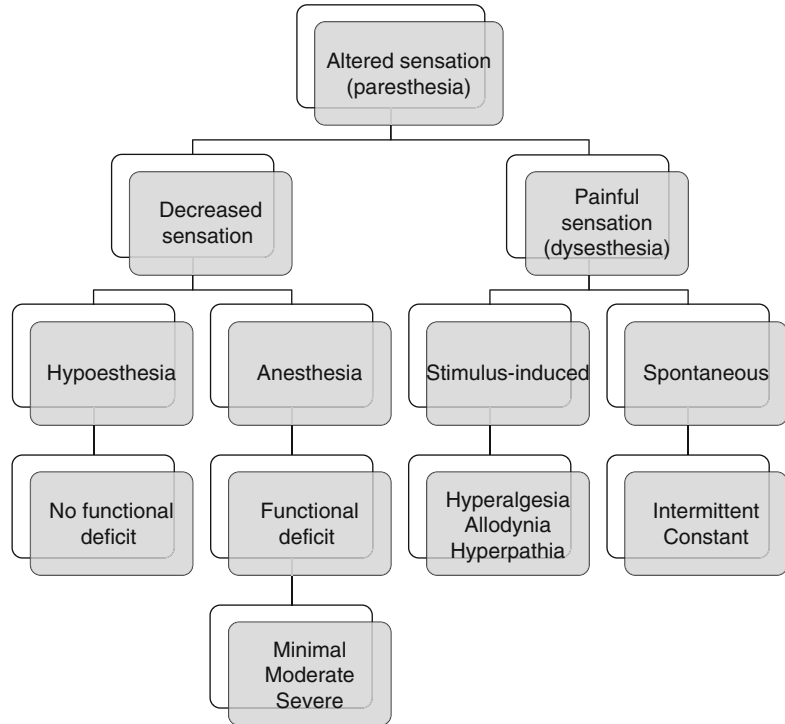 Altered sensation
(paresthesia)
Decreased
sensation
Painful
sensation
(dysesthesia)
Hypoesthesia
Anesthesia
Stimulus-induced
Spontaneous
No functional
deficit
Functional
deficit
Hyperalgesia
Allodynia
Hyperpathia
Intermittent
Constant
Minimal
Moderate
Severe